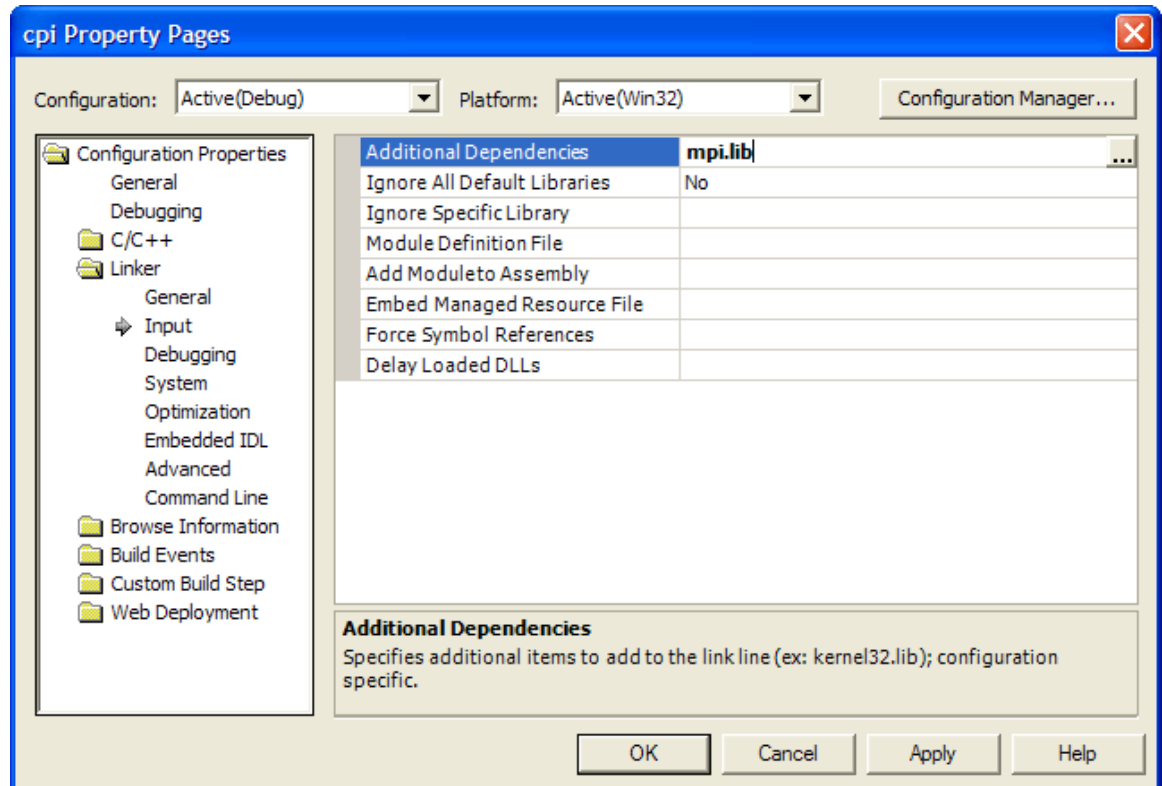 cpi Property Pages
Configuration: Active(Debug) Platform: Active(Win32) Configuration Manager...
Configuration Properties
General
Debugging
C/C++
Linker
General
Input
Debugging
System
Optimization
Embedded IDL
Advanced
Command Line
Browse Information
Build Events
Custom Build Step
Web Deployment
Additional Dependencies mpi.lib ...
Ignore All Default Libraries No
Ignore Specific Library
Module Definition File
Add Moduleto Assembly
Embed Managed Resource File
Force Symbol References
Delay Loaded DLLs
Additional Dependencies
Specifies additional items to add to the link line (ex: kernel32.lib); configuration
specific.
OK Cancel Apply Help